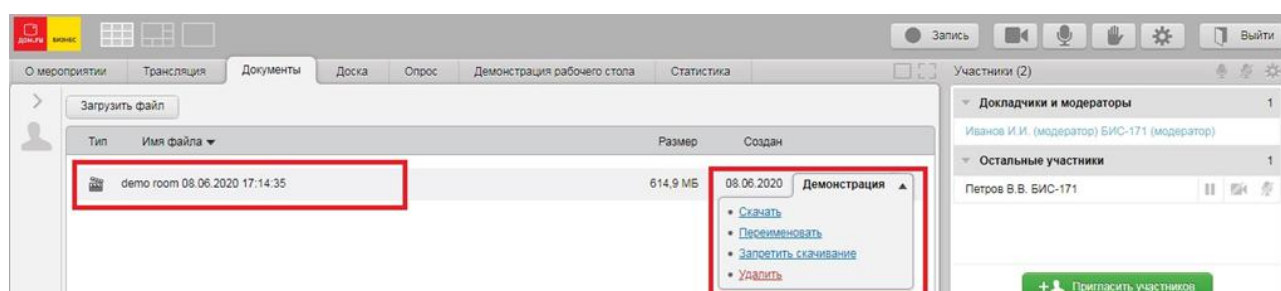 ДОМ.RU БИЗНЕС
Запись
Выйти
О мероприятии Трансляция Документы Доска Опрос Демонстрация рабочего стола Статистика
Участники (2)
Загрузить файл
Докладчики и модераторы 1
Тип Имя файла Размер Создан
Иванов И.И. (модератор) БИС-171 (модератор)
Остальные участники 1
demo room 08.06.2020 17:14:35 614,9 МБ 08.06.2020 Демонстрация
Петров В.В. БИС-171
• Скачать
• Переименовать
• Запретить скачивание
• Удалить
Пригласить участников